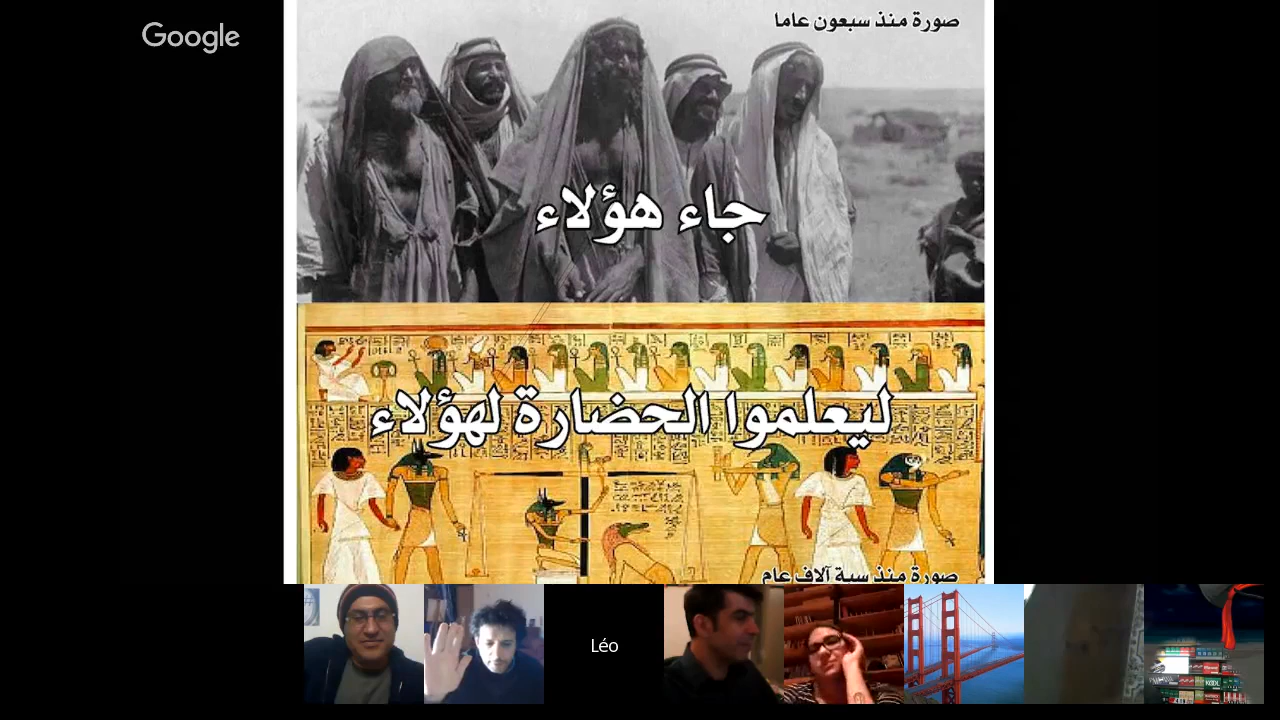 Google
صورة منذ سبعون عاما
جاء هؤلاء
ليعلموا الحضارة لهؤلاء
صورة منذ ستة آلاف عام
Léo